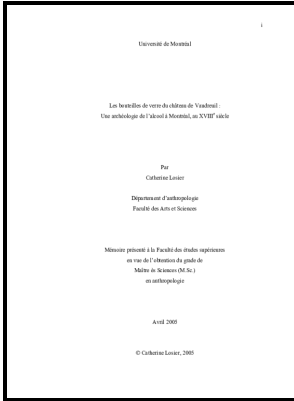 i
Université de Montréal
Les bouteilles de verre du château de Vaudreuil :
Une archéologie de l'alcool à Montréal, au XVIIIe siècle
Par
Catherine Losier
Département d'anthropologie
Faculté des Arts et Sciences
Mémoire présenté à la Faculté des études supérieures
en vue de l'obtention du grade de
Maître ès Sciences (M.Sc.)
en anthropologie
Avril 2005
© Catherine Losier, 2005